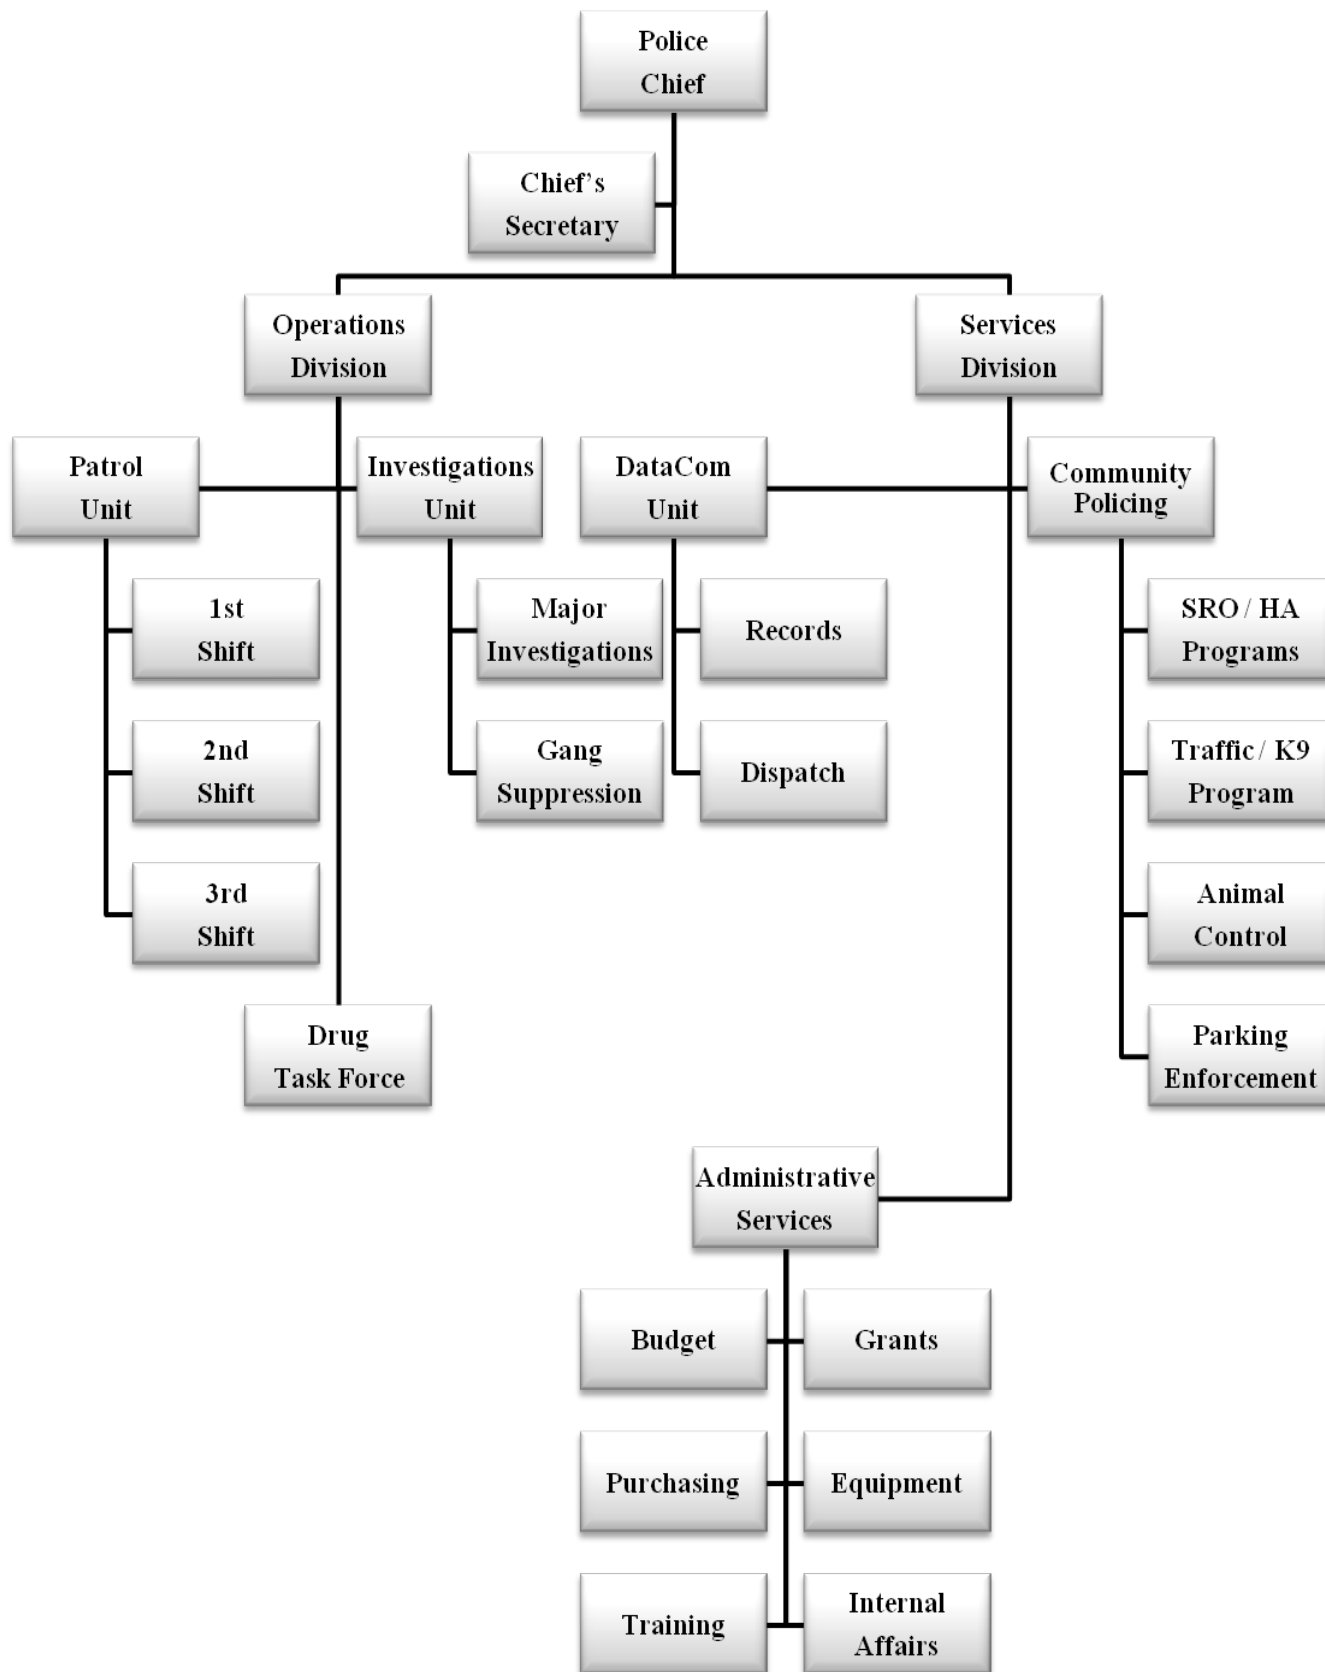 Police
Chief
Chief's
Secretary
Operations
Division
Services
Division
Patrol
Unit
Investigations
Unit
DataCom
Unit
Community
Policing
1st
Shift
Major
Investigations
Records
SRO / HA
Programs
2nd
Shift
Gang
Suppression
Dispatch
Traffic / K9
Program
3rd
Shift
Animal
Control
Drug
Task Force
Parking
Enforcement
Administrative
Services
Budget
Grants
Purchasing
Equipment
Training
Internal
Affairs